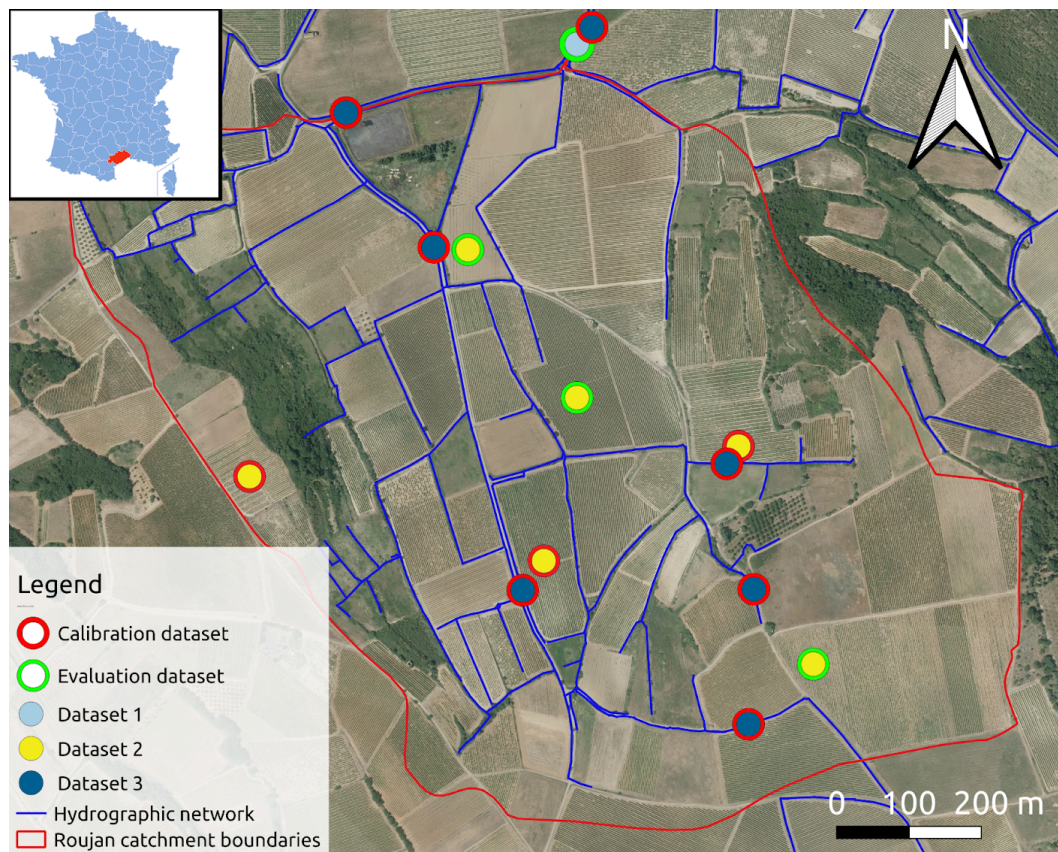 N
Legend
Calibration dataset
Evaluation dataset
Dataset 1
Dataset 2
Dataset 3
Hydrographic network
Roujan catchment boundaries
0 100 200 m